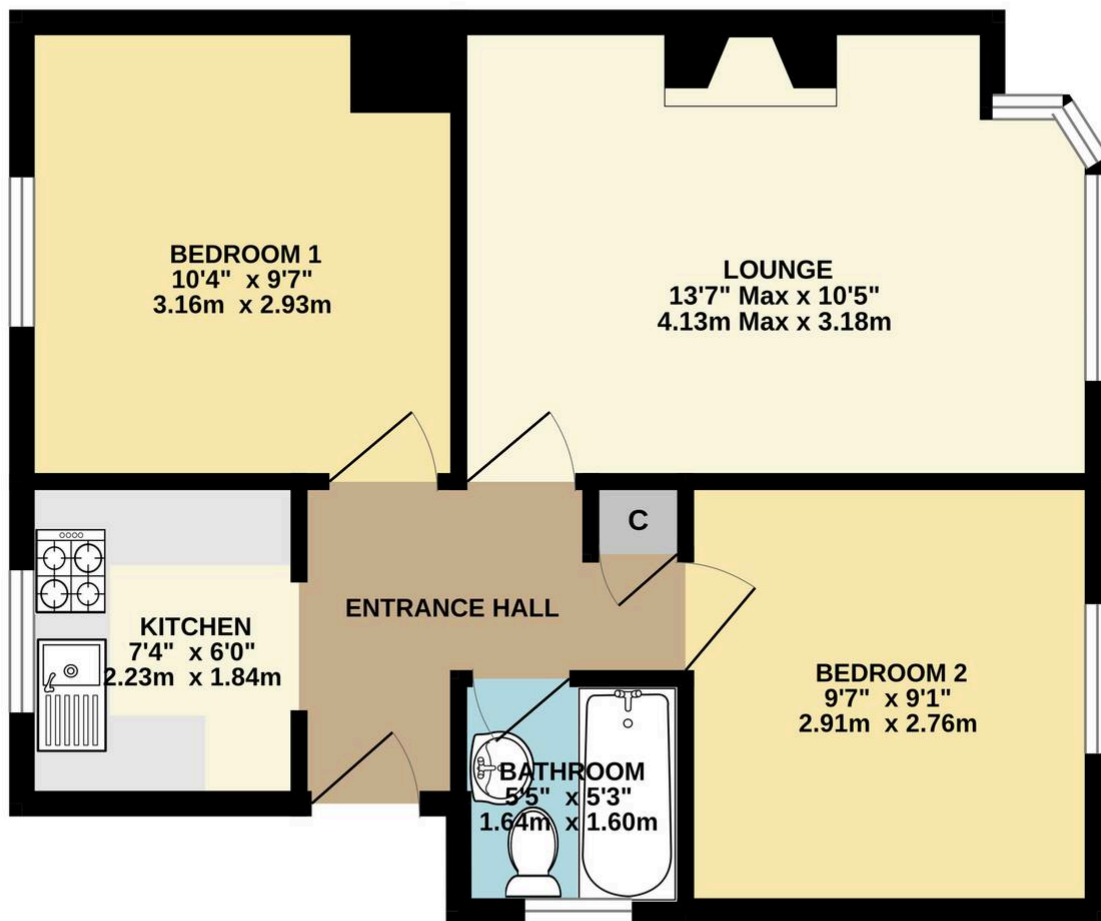 BEDROOM 1
10'4" x 9'7"
3.16m x 2.93m
LOUNGE
13'7" Max x 10'5"
4.13m Max x 3.18m
C
ENTRANCE HALL
KITCHEN
7'4" x 6'0"
2.23m x 1.84m
BEDROOM 2
9'7" x 9'1"
2.91m x 2.76m
BATHROOM
5'5" x 5'3"
1.64m x 1.60m